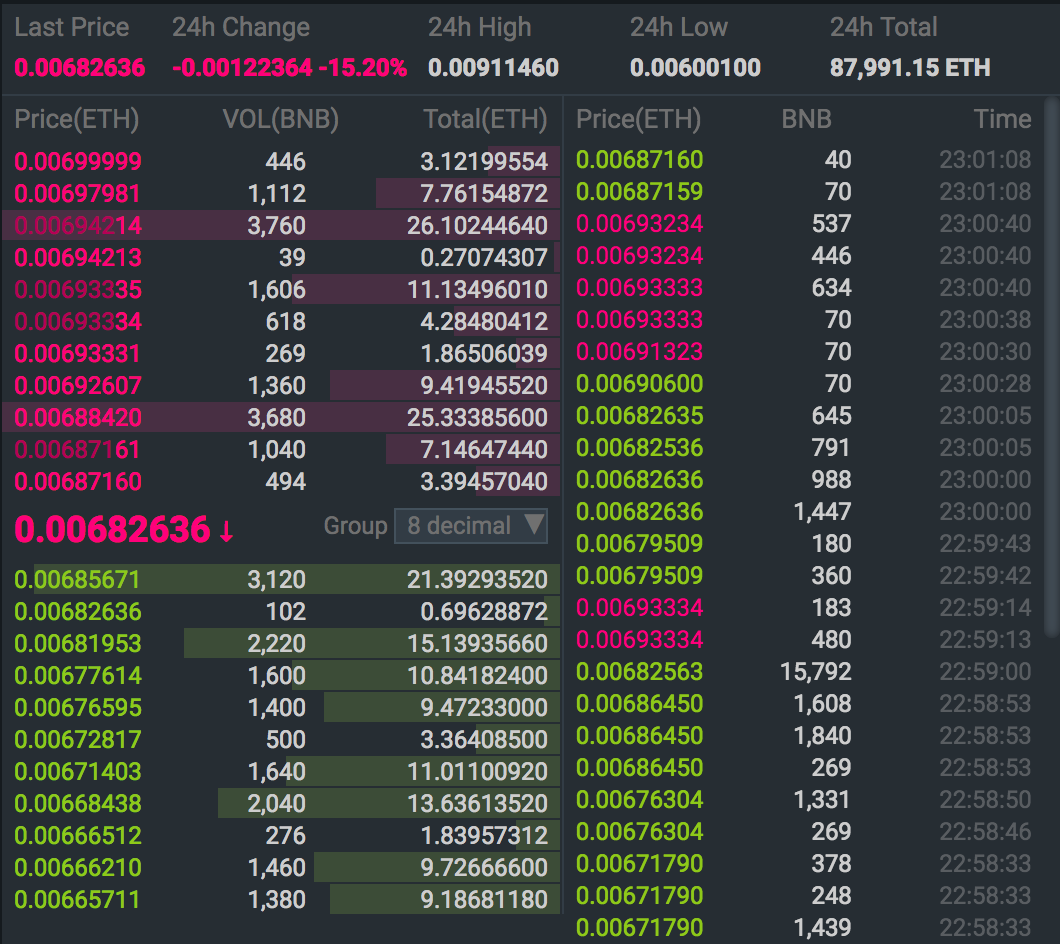 Last Price 24h Change 24h High 24h Low 24h Total
0.00682636 -0.00122364 -15.20% 0.00911460 0.00600100 87,991.15 ETH
Price(ETH) VOL(BNB) Total(ETH)
0.00699999 446 3.12199554
0.00697981 1,112 7.76154872
0.00694214 3,760 26.10244640
0.00694213 39 0.27074307
0.00693335 1,606 11.13496010
0.00693334 618 4.28480412
0.00693331 269 1.86506039
0.00692607 1,360 9.41945520
0.00688420 3,680 25.33385600
0.00687161 1,040 7.14647440
0.00687160 494 3.39457040
0.00682636 ↓ Group 8 decimal ▼
0.00685671 3,120 21.39293520
0.00682636 102 0.69628872
0.00681953 2,220 15.13935660
0.00677614 1,600 10.84182400
0.00676595 1,400 9.47233000
0.00672817 500 3.36408500
0.00671403 1,640 11.01100920
0.00668438 2,040 13.63613520
0.00666512 276 1.83957312
0.00666210 1,460 9.72666600
0.00665711 1,380 9.18681180
Price(ETH) BNB Time
0.00687160 40 23:01:08
0.00687159 70 23:01:08
0.00693234 537 23:00:40
0.00693234 446 23:00:40
0.00693333 634 23:00:40
0.00693333 70 23:00:38
0.00691323 70 23:00:30
0.00690600 70 23:00:28
0.00682635 645 23:00:05
0.00682536 791 23:00:05
0.00682636 988 23:00:00
0.00682636 1,447 23:00:00
0.00679509 180 22:59:43
0.00679509 360 22:59:42
0.00693334 183 22:59:14
0.00693334 480 22:59:13
0.00682563 15,792 22:59:00
0.00686450 1,608 22:58:53
0.00686450 1,840 22:58:53
0.00686450 269 22:58:53
0.00676304 1,331 22:58:50
0.00676304 269 22:58:46
0.00671790 378 22:58:33
0.00671790 248 22:58:33
0.00671790 1,439 22:58:33